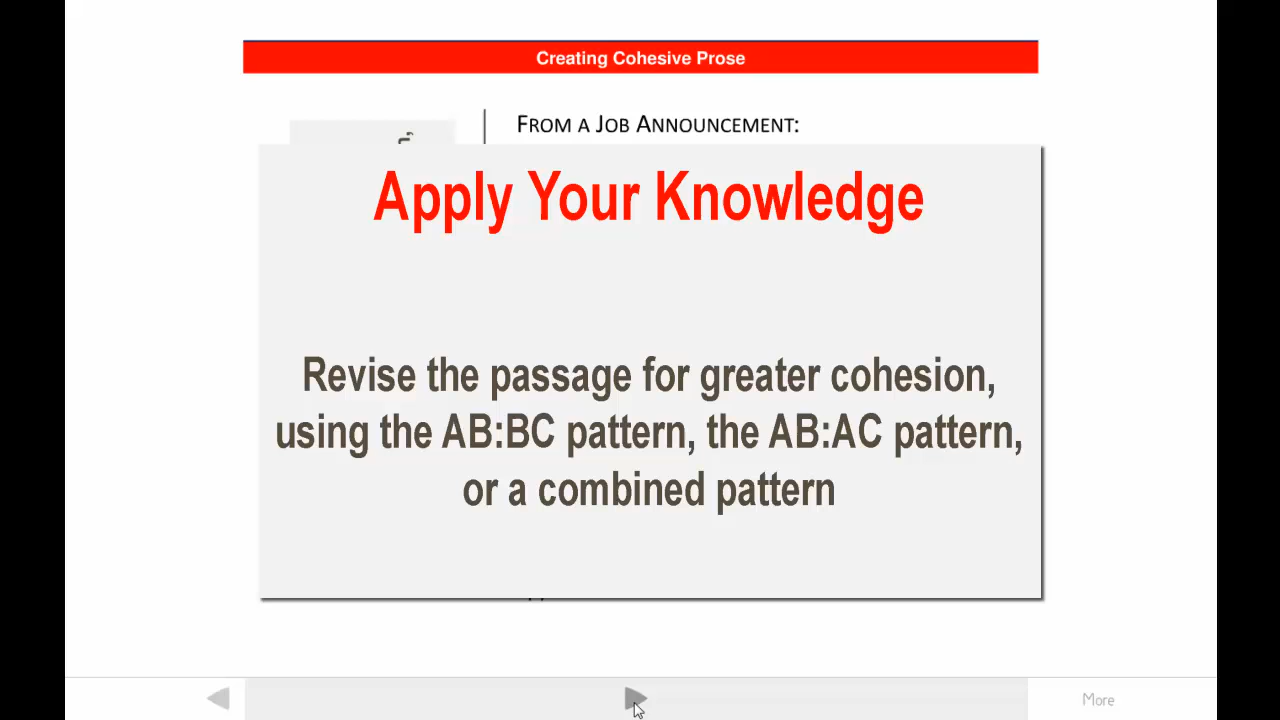 Creating Cohesive Prose
FROM A JOB ANNOUNCEMENT:
Apply Your Knowledge
Revise the passage for greater cohesion,
using the AB:BC pattern, the AB:AC pattern,
or a combined pattern
More